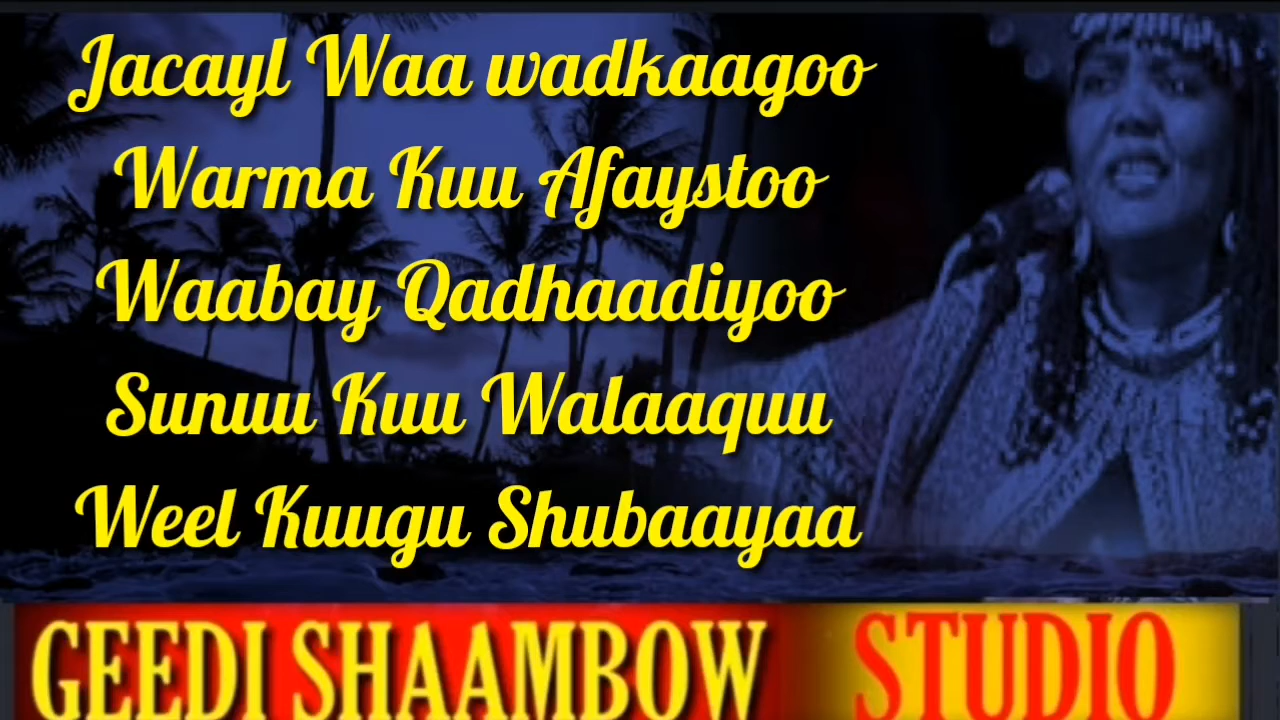 Jacayl Waa wadkaagoo
Warma Kuu Afaystoo
Waabay Qadhaadiyoo
Sunuu Kuu Walaaquu
Weel Kuugu Shubaayaa
GEEDI SHAAMBOW STUDIO